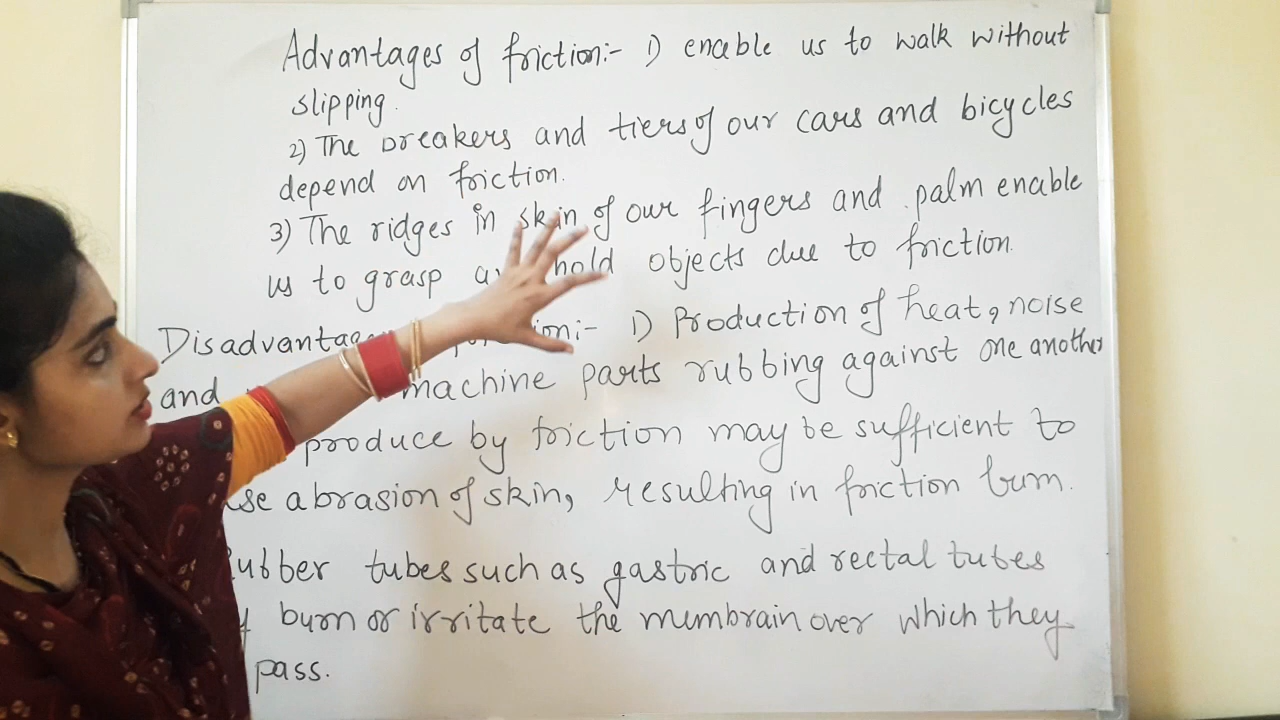 Advantages of friction:- 1) enable us to walk without
slipping.
2) The breakers and tiers of our cars and bicycles
depend on friction.
3) The ridges in skin of our fingers and palm enable
us to grasp hold objects due to friction.
1) Production of heat, noise
and machine parts rubbing against one another
produce by friction may be sufficient to
abrasion of skin, resulting in friction burn.
tubes such as gastric and rectal tubes
burn or irritate the membrain over which they
pass.